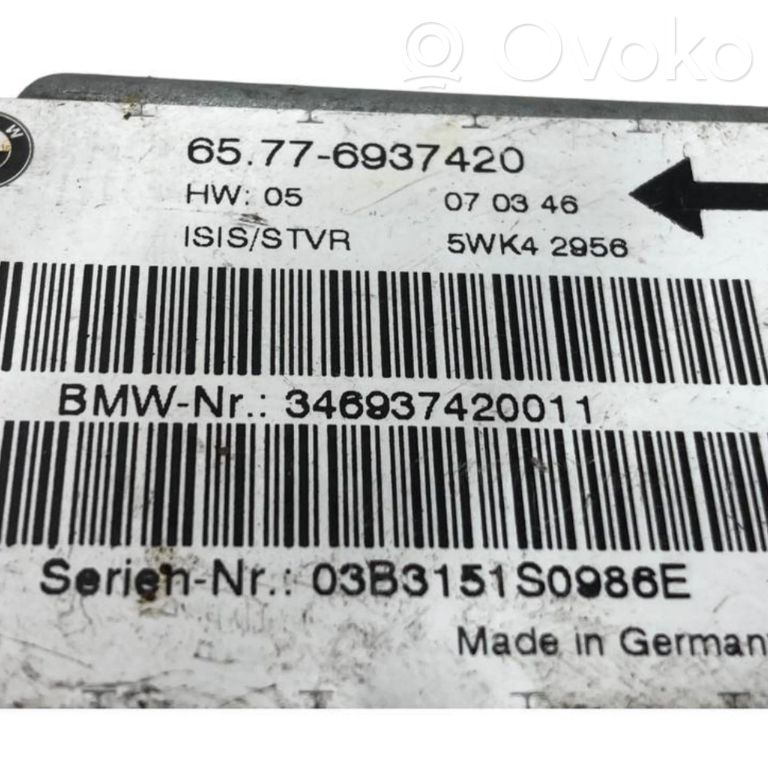 Ovoko
M
65.77-6937420
HW: 05 07 03 46
ISIS/STVR 5WK4 2956
BMW-Nr.: 346937420011
Serien-Nr.: 03B3151S0986E
Made in Germany